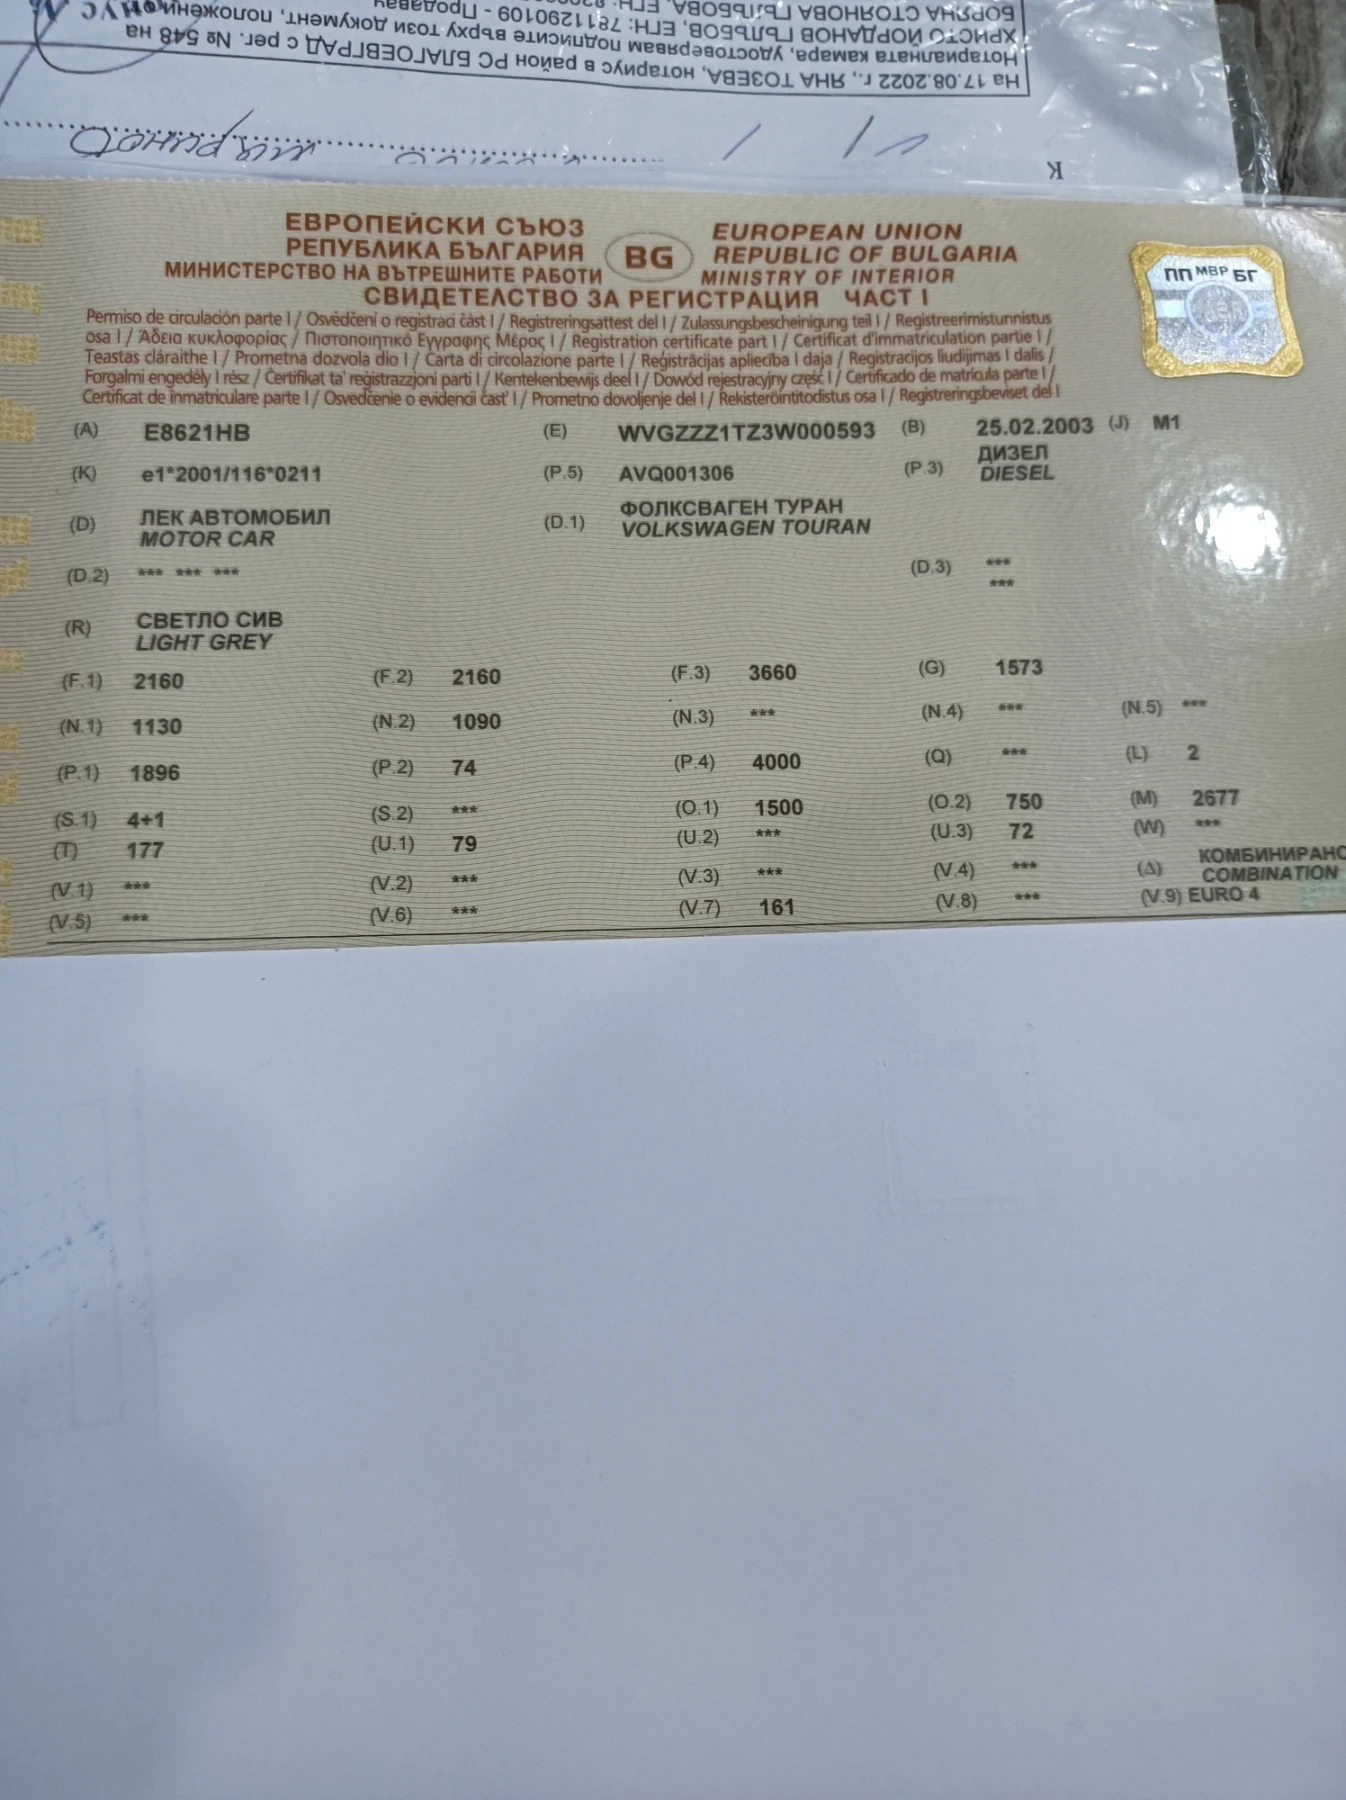 На 17.08.2022 г., ЯНА ТОЗЕВА, нотариус в район РС БЛАГОЕВГРАД с рег. № 548 на
Нотариалната камара, удостоверявам подписите върху този документ, положени
ХРИСТО ЙОРДАНОВ ГЪЛЪБОВ, ЕГН: 7811290109 - Продавач
БОРЯНА СТОЯНОВА ГЪЛЪБОВА, ЕГН:
К
ЕВРОПЕЙСКИ СЪЮЗ EUROPEAN UNION
РЕПУБЛИКА БЪЛГАРИЯ BG REPUBLIC OF BULGARIA
МИНИСТЕРСТВО НА ВЪТРЕШНИТЕ РАБОТИ MINISTRY OF INTERIOR
СВИДЕТЕЛСТВО ЗА РЕГИСТРАЦИЯ ЧАСТ I
ПП МВР БГ
Permiso de circulación parte I / Osvědčení o registraci část I / Registreringsattest del I / Zulassungsbescheinigung teil I / Registreerimistunnistus
osa I / Άδεια κυκλοφορίας / Πιστοποιητικό Εγγραφης Μέρος I / Registration certificate part I / Certificat d'immatriculation partie I /
Teastas cláraithe I / Prometna dozvola dio I / Carta di circolazione parte I / Reģistrācijas apliecība I daja / Registracijos liudijimas I dalis /
Forgalmi engedély I rész / Ċertifikat ta' reġistrazzjoni parti I / Kentekenbewijs deel I / Dowód rejestracyjny część I / Certificado de matrícula parte I /
Certificat de înmatriculare parte I / Osvedčenie o evidencii časť I / Prometno dovoljenje del I / Rekisteröintitodistus osa I / Registreringsbeviset del I
(A) E8621HB (E) WVGZZZ1TZ3W000593 (B) 25.02.2003 (J) M1
(K) e1*2001/116*0211 (P.5) AVQ001306 (P.3) ДИЗЕЛ
DIESEL
(D) ЛЕК АВТОМОБИЛ (D.1) ФОЛКСВАГЕН ТУРАН
MOTOR CAR VOLKSWAGEN TOURAN
(D.2) *** *** *** (D.3) ***
***
(R) СВЕТЛО СИВ
LIGHT GREY
(F.1) 2160 (F.2) 2160 (F.3) 3660 (G) 1573
(N.1) 1130 (N.2) 1090 (N.3) *** (N.4) *** (N.5) ***
(P.1) 1896 (P.2) 74 (P.4) 4000 (Q) *** (L) 2
(S.1) 4+1 (S.2) *** (O.1) 1500 (O.2) 750 (M) 2677
(T) 177 (U.1) 79 (U.2) *** (U.3) 72 (W) ***
(V.1) *** (V.2) *** (V.3) *** (V.4) *** (Δ) КОМБИНИРАНО
COMBINATION
(V.5) *** (V.6) *** (V.7) 161 (V.8) *** (V.9) EURO 4